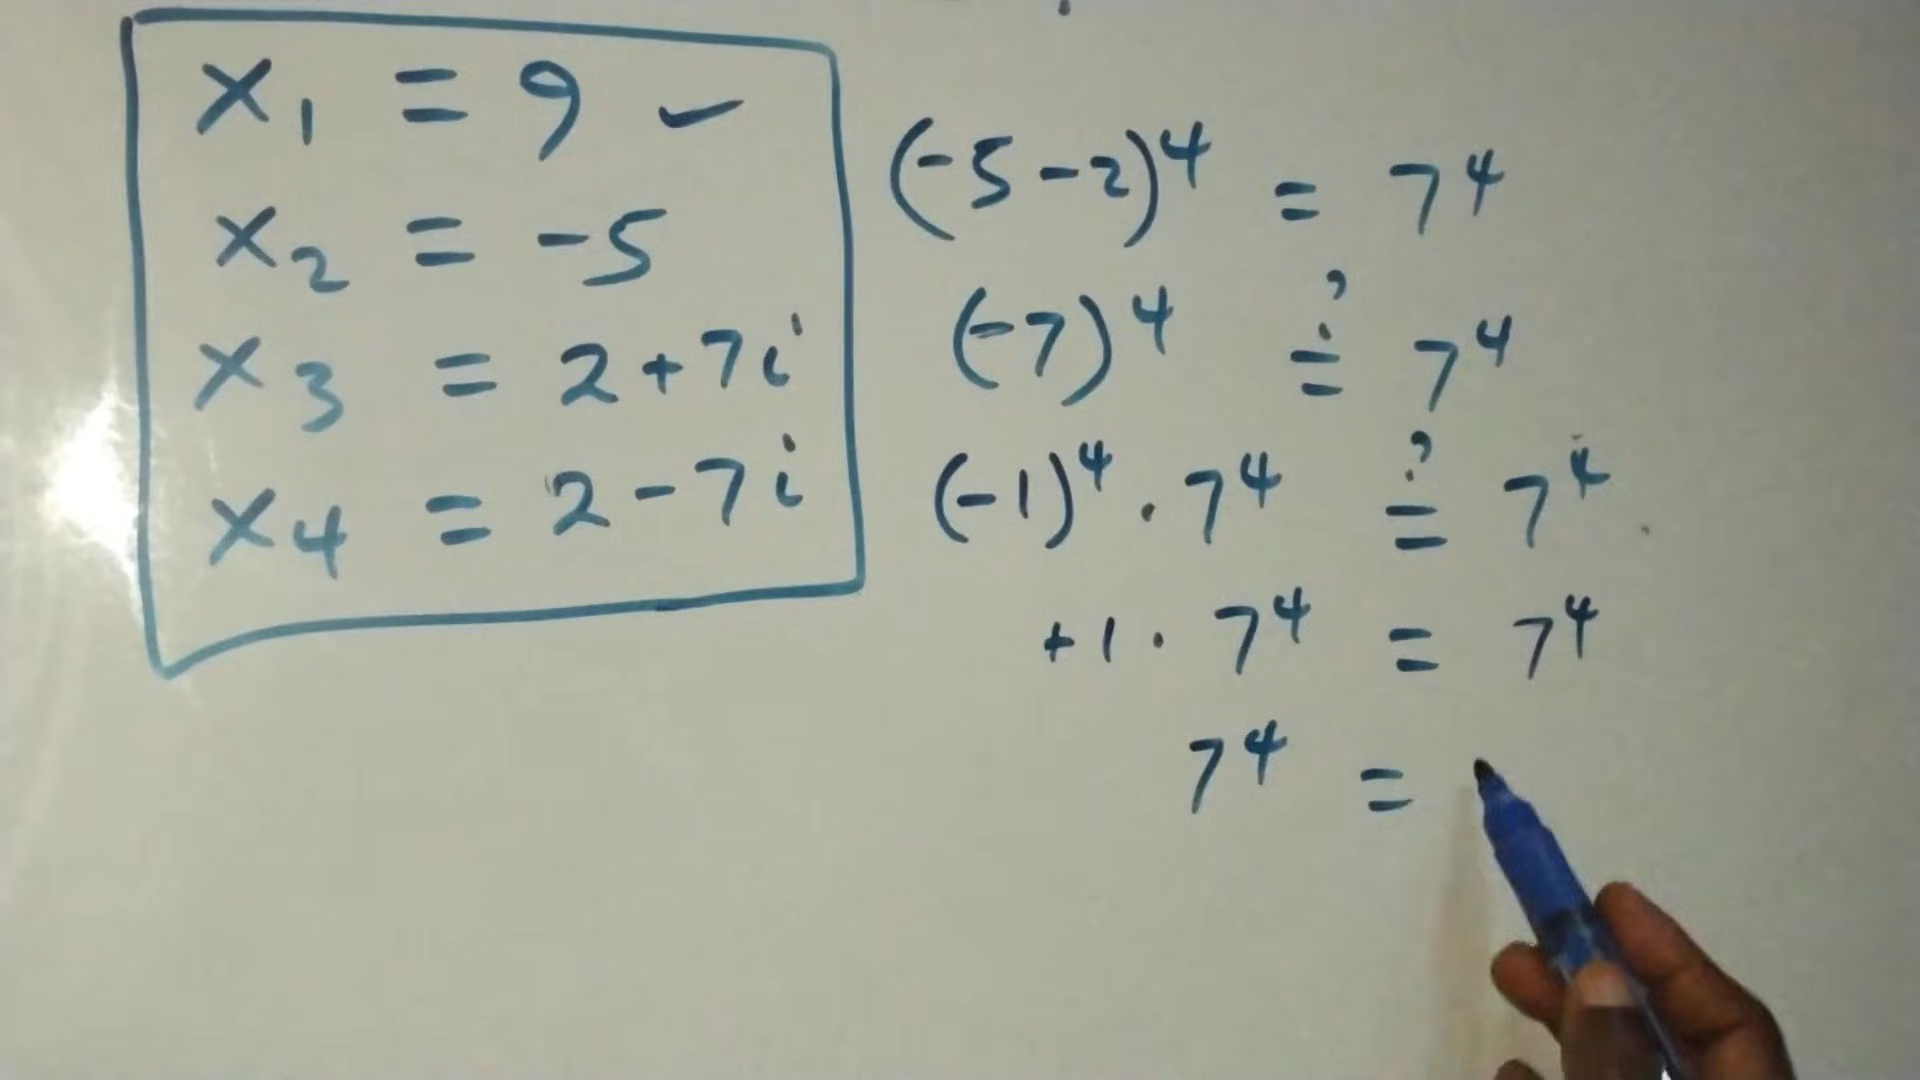 x₁ = 9 ✓
x₂ = -5
x₃ = 2+7i
x₄ = 2-7i
(-5-2)⁴ = 7⁴
(-7)⁴ ≟ 7⁴
(-1)⁴ · 7⁴ ≟ 7⁴
+1 · 7⁴ = 7⁴
7⁴ =